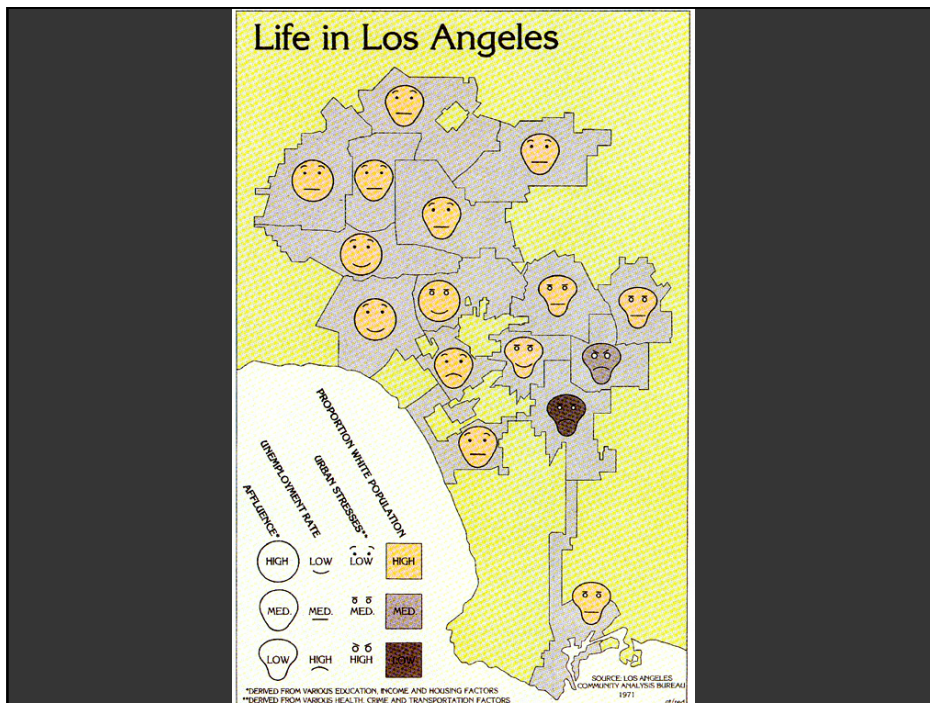 Life in Los Angeles
PROPORTION WHITE POPULATION
URBAN STRESSES**
UNEMPLOYMENT RATE
AFFLUENCE*
HIGH LOW LOW HIGH
MED. MED. MED. MED.
LOW HIGH HIGH LOW
*DERIVED FROM VARIOUS EDUCATION, INCOME AND HOUSING FACTORS
**DERIVED FROM VARIOUS HEALTH, CRIME AND TRANSPORTATION FACTORS
SOURCE: LOS ANGELES
COMMUNITY ANALYSIS BUREAU
1971